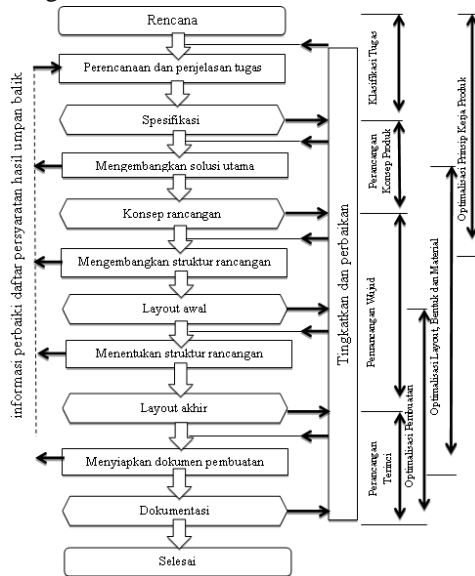 Rencana
Perencanaan dan penjelasan tugas
Spesifikasi
Mengembangkan solusi utama
Konsep rancangan
Mengembangkan struktur rancangan
Layout awal
Menentukan struktur rancangan
Layout akhir
Menyiapkan dokumen pembuatan
Dokumentasi
Selesai
informasi perbaiki daftar persyaratan hasil umpan balik
Tingkatkan dan perbaikan
Klasifikasi Tugas
Perancangan
Konsep Produk
Perancangan Wujud
Perancangan
Terinci
Optimalisasi Pembuatan
Optimalisasi Layout, Bentuk dan Material
Optimalisasi Prinsip Kerja Produk